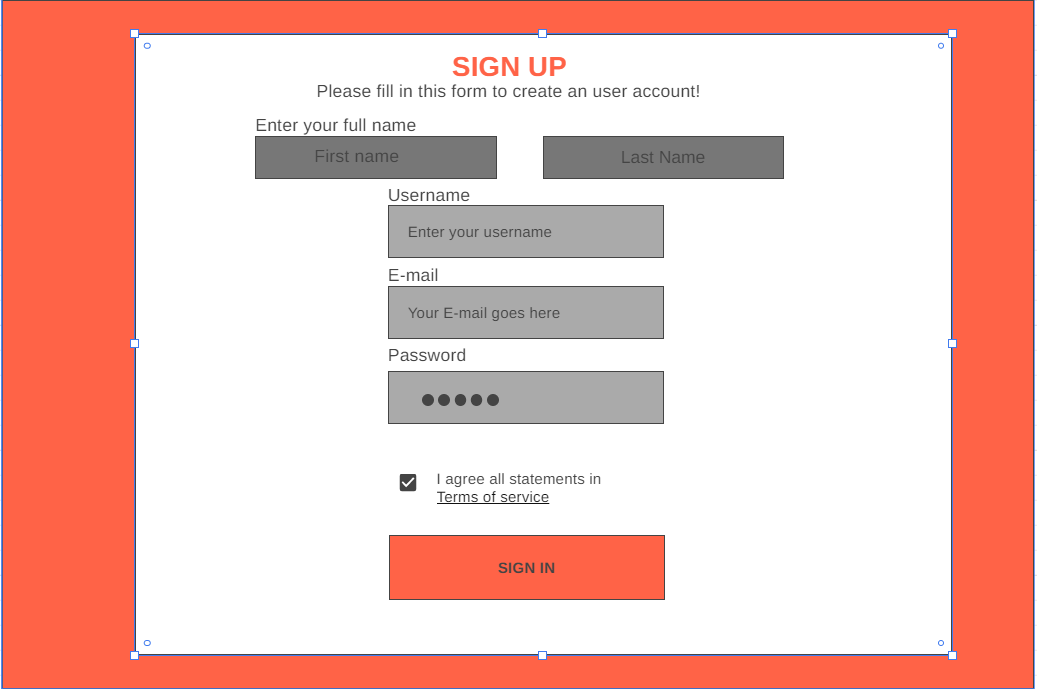 SIGN UP
Please fill in this form to create an user account!
Enter your full name
First name
Last Name
Username
Enter your username
E-mail
Your E-mail goes here
Password
I agree all statements in
Terms of service
SIGN IN